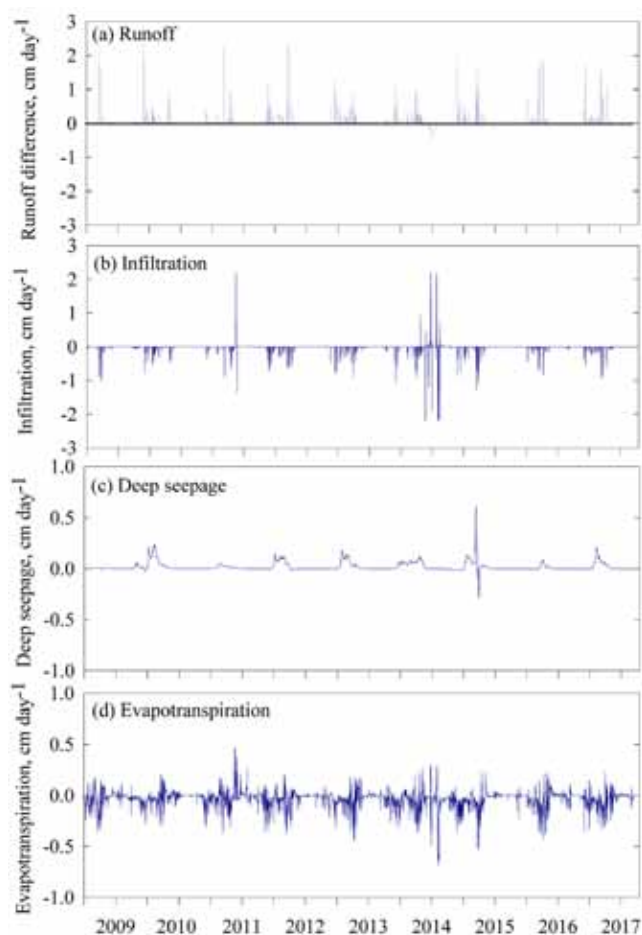 (a) Runoff
Runoff difference, cm day-1
3
2
1
0
-1
-2
-3
(b) Infiltration
Infiltration, cm day-1
3
2
1
0
-1
-2
-3
(c) Deep seepage
Deep seepage, cm day-1
1.0
0.5
0.0
-0.5
-1.0
(d) Evapotranspiration
Evapotranspiration, cm day-1
1.0
0.5
0.0
-0.5
-1.0
2009 2010 2011 2012 2013 2014 2015 2016 2017